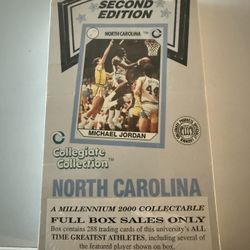 SECOND
EDITION
NORTH CAROLINA
MICHAEL JORDAN
Collegiate
Collection™
NORTH CAROLINA
A MILLENNIUM 2000 COLLECTABLE
FULL BOX SALES ONLY
Box contains 288 trading cards of this university's ALL
TIME GREATEST ATHLETES, including several of
the featured player shown on box.